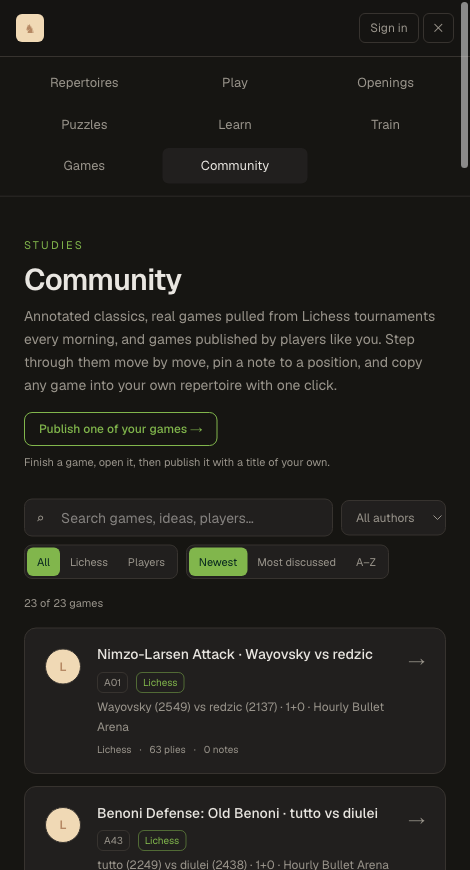 Sign in
Repertoires Play Openings
Puzzles Learn Train
Games Community
STUDIES
Community
Annotated classics, real games pulled from Lichess tournaments
every morning, and games published by players like you. Step
through them move by move, pin a note to a position, and copy
any game into your own repertoire with one click.
Publish one of your games →
Finish a game, open it, then publish it with a title of your own.
Search games, ideas, players... All authors
All Lichess Players Newest Most discussed A–Z
23 of 23 games
L
Nimzo-Larsen Attack · Wayovsky vs redzic →
A01 Lichess
Wayovsky (2549) vs redzic (2137) · 1+0 · Hourly Bullet
Arena
Lichess · 63 plies · 0 notes
L
Benoni Defense: Old Benoni · tutto vs diulei →
A43 Lichess
tutto (2249) vs diulei (2438) · 1+0 · Hourly Bullet Arena